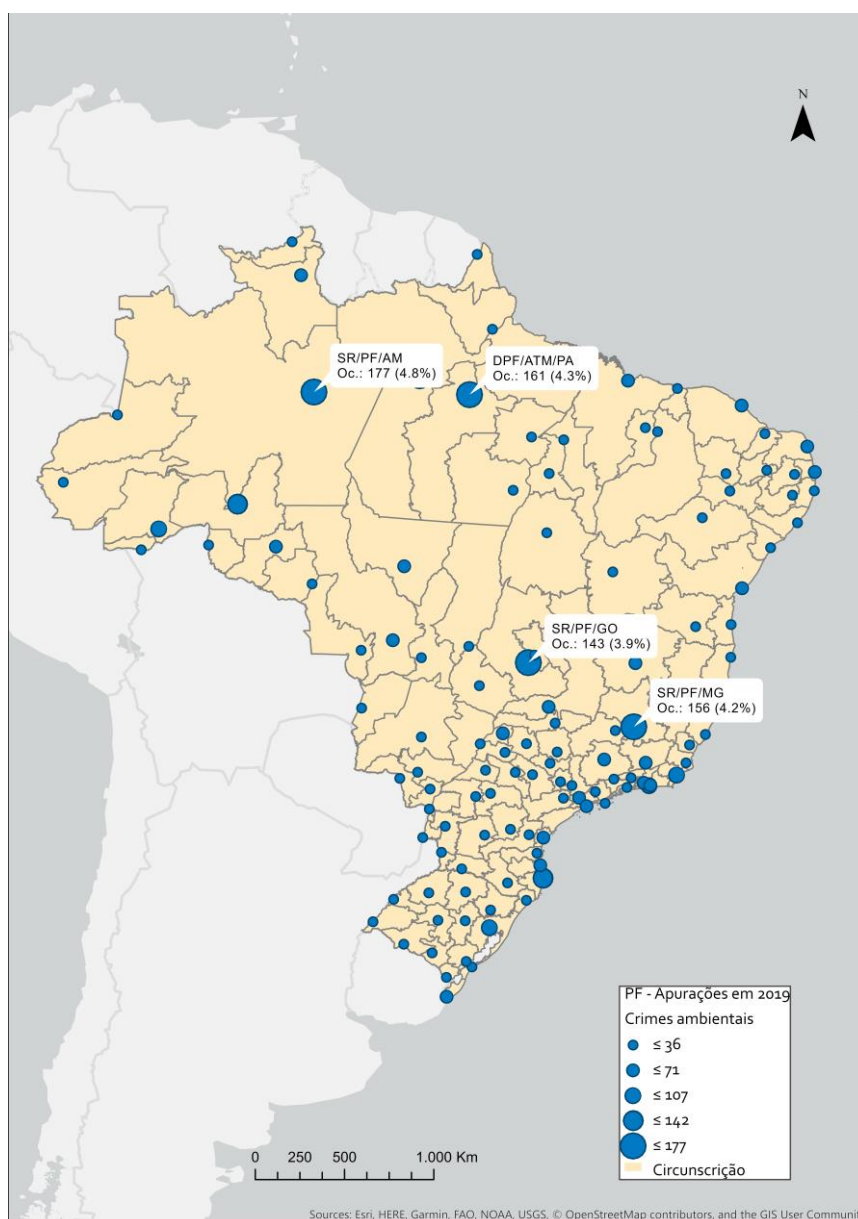 N
SR/PF/AM
Oc.: 177 (4.8%)
DPF/ATM/PA
Oc.: 161 (4.3%)
SR/PF/GO
Oc.: 143 (3.9%)
SR/PF/MG
Oc.: 156 (4.2%)
PF - Apurações em 2019
Crimes ambientais
≤ 36
≤ 71
≤ 107
≤ 142
≤ 177
Circunscrição
0 250 500 1.000 Km
Sources: Esri, HERE, Garmin, FAO, NOAA, USGS, © OpenStreetMap contributors, and the GIS User Communit